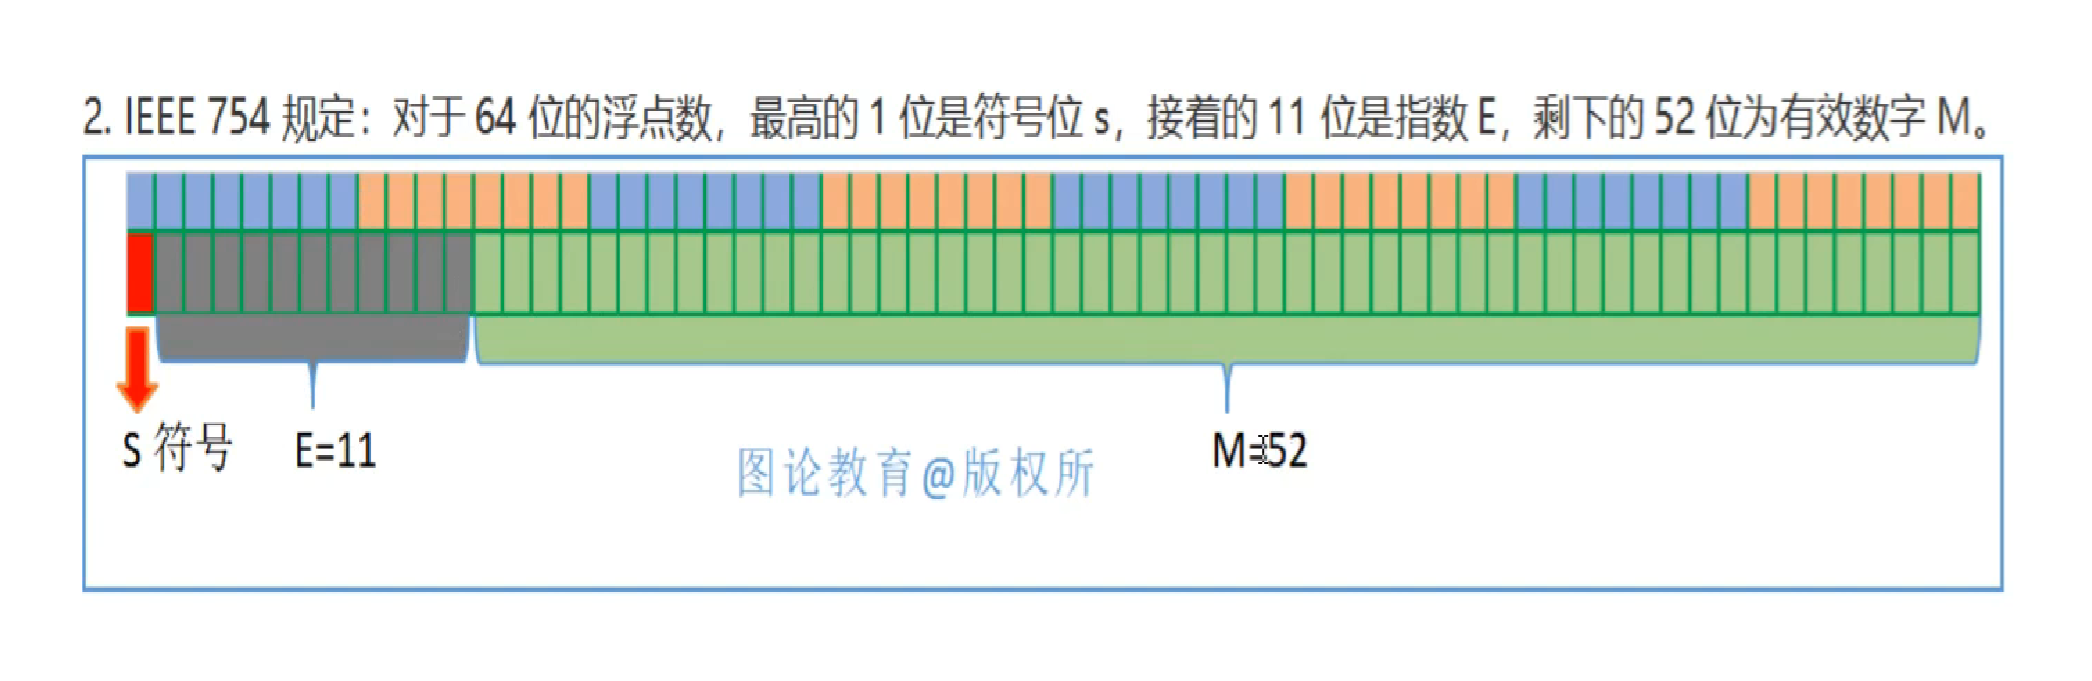 2. IEEE 754 规定：对于 64 位的浮点数，最高的 1 位是符号位 s，接着的 11 位是指数 E，剩下的 52 位为有效数字 M。
S 符号 E=11 M=52
图论教育@版权所